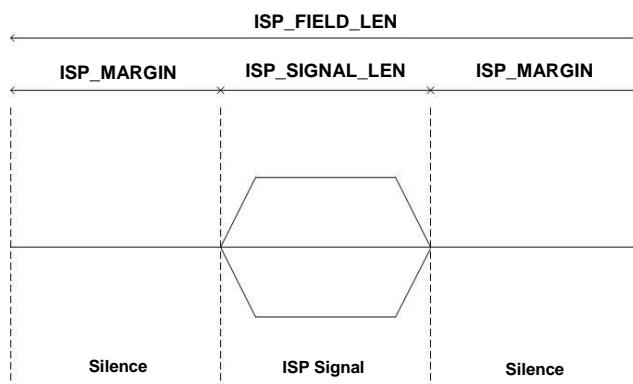 ISP_FIELD_LEN
ISP_MARGIN ISP_SIGNAL_LEN ISP_MARGIN
Silence ISP Signal Silence